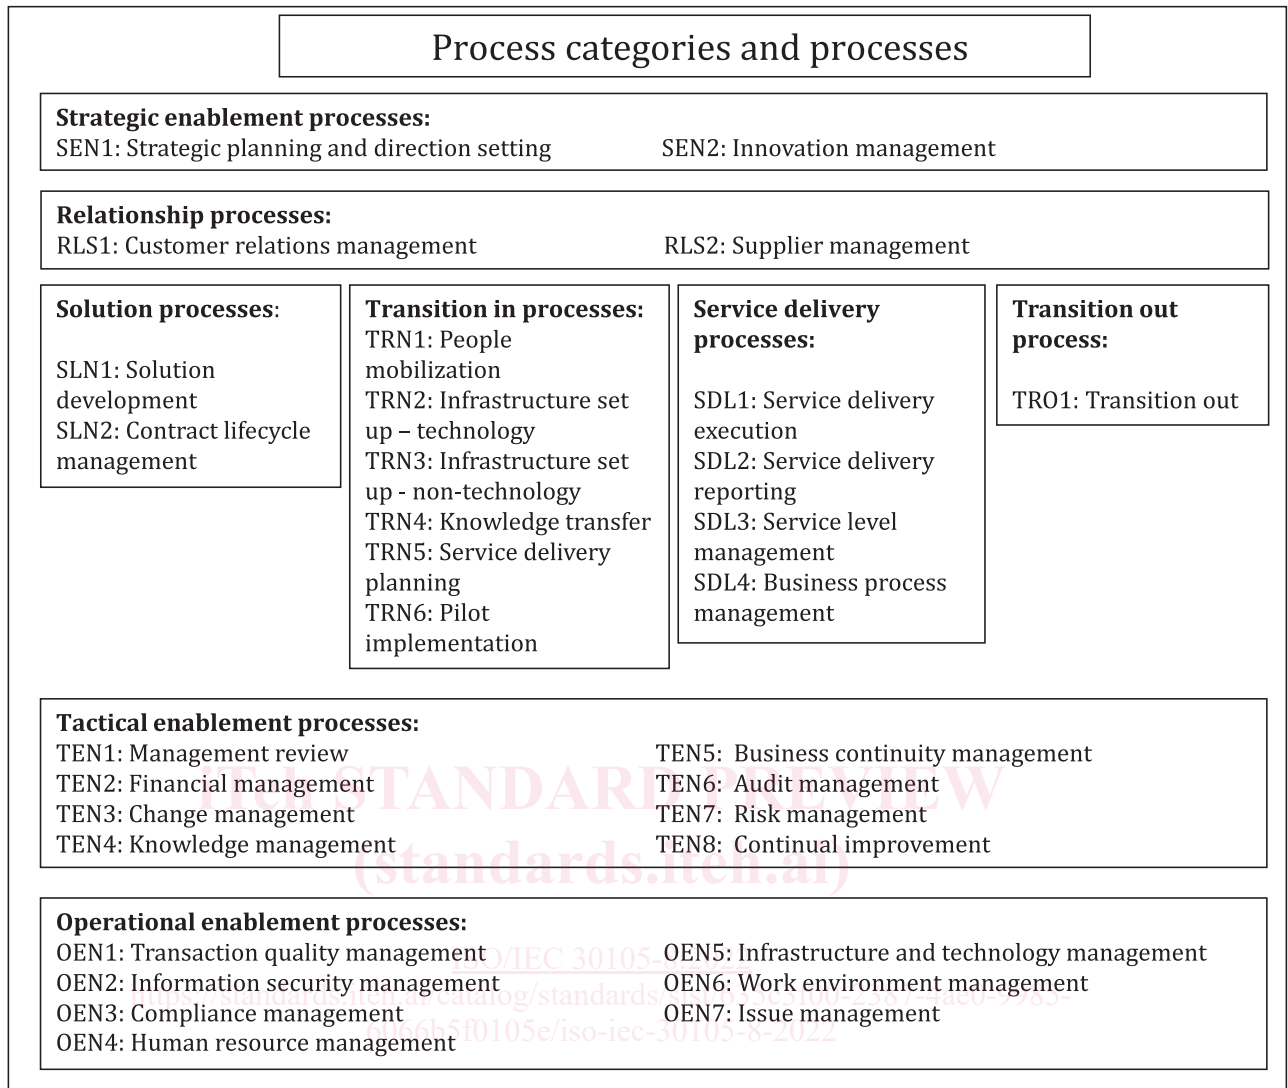 Process categories and processes
Strategic enablement processes:
SEN1: Strategic planning and direction setting
SEN2: Innovation management
Relationship processes:
RLS1: Customer relations management
RLS2: Supplier management
Solution processes:
SLN1: Solution
development
SLN2: Contract lifecycle
management
Transition in processes:
TRN1: People
mobilization
TRN2: Infrastructure set
up – technology
TRN3: Infrastructure set
up - non-technology
TRN4: Knowledge transfer
TRN5: Service delivery
planning
TRN6: Pilot
implementation
Service delivery
processes:
SDL1: Service delivery
execution
SDL2: Service delivery
reporting
SDL3: Service level
management
SDL4: Business process
management
Transition out
process:
TRO1: Transition out
Tactical enablement processes:
TEN1: Management review
TEN2: Financial management
TEN3: Change management
TEN4: Knowledge management
TEN5: Business continuity management
TEN6: Audit management
TEN7: Risk management
TEN8: Continual improvement
iTeh STANDARD PREVIEW
(standards.iteh.ai)
Operational enablement processes:
OEN1: Transaction quality management
OEN2: Information security management
OEN3: Compliance management
OEN4: Human resource management
OEN5: Infrastructure and technology management
OEN6: Work environment management
OEN7: Issue management
ISO/IEC 30105-8:2022
6066b5f0105e/iso-iec-30105-8-2022